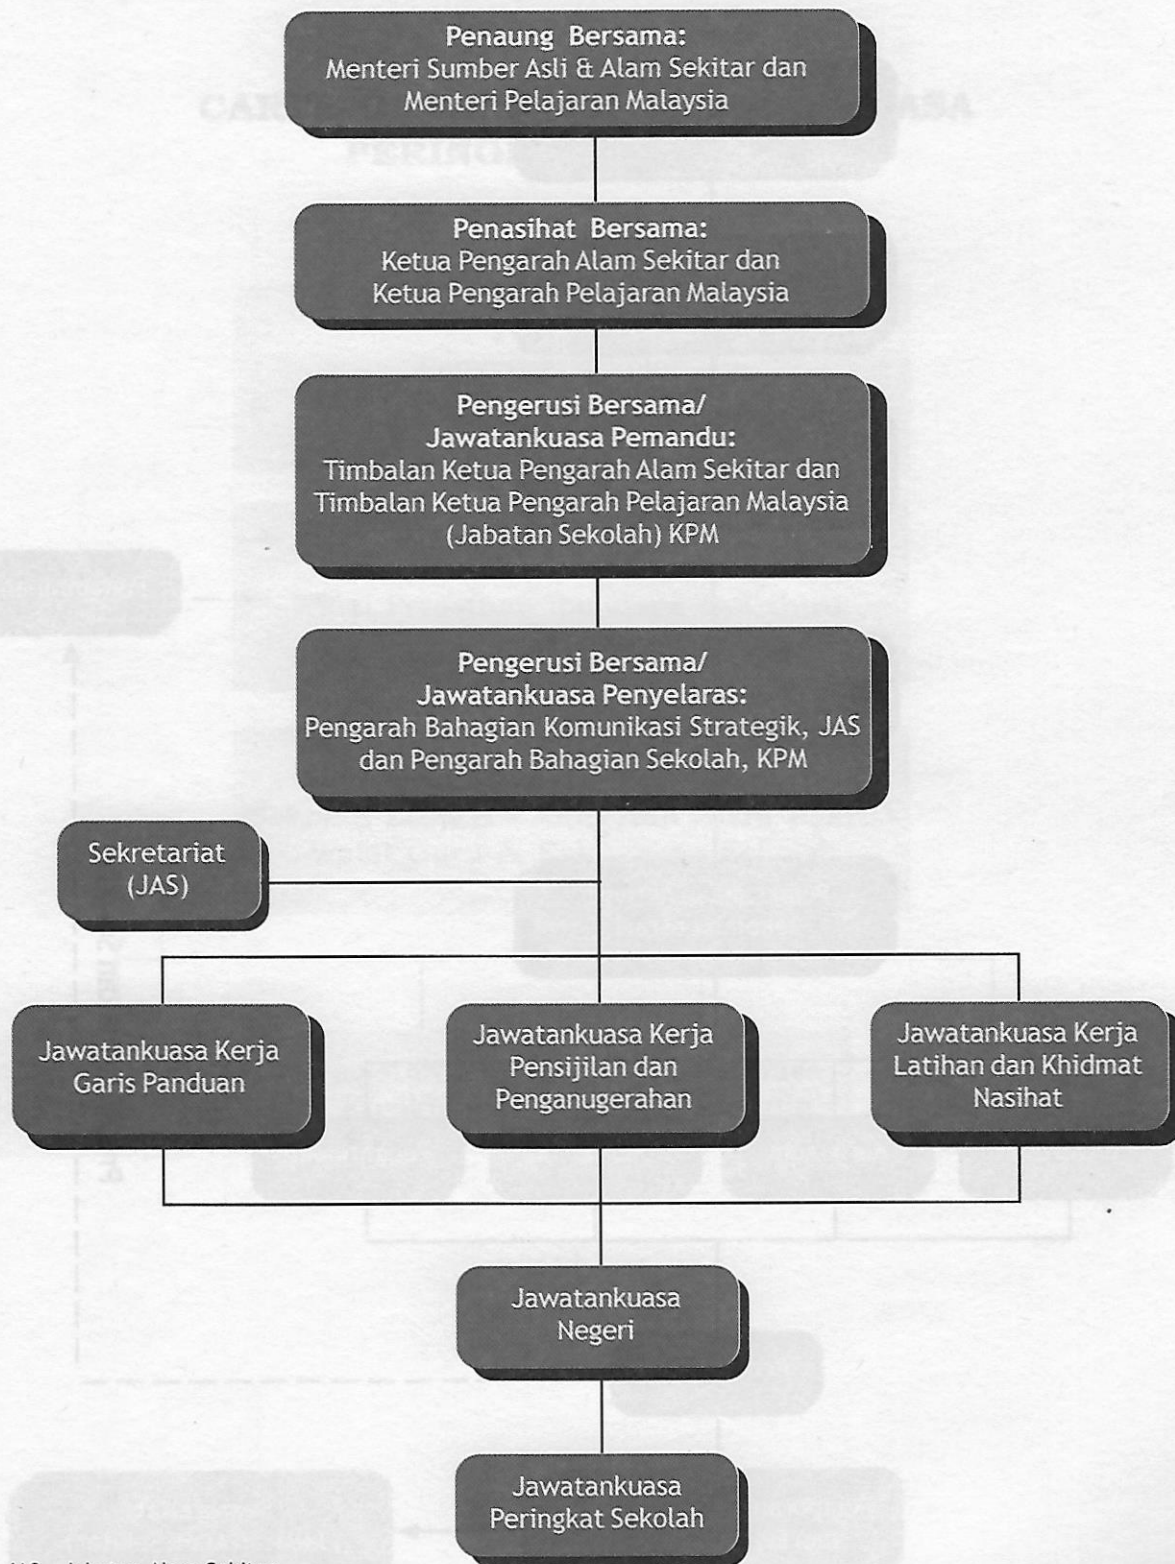 Penaung Bersama:
Menteri Sumber Asli & Alam Sekitar dan
Menteri Pelajaran Malaysia
Penasihat Bersama:
Ketua Pengarah Alam Sekitar dan
Ketua Pengarah Pelajaran Malaysia
Pengerusi Bersama/
Jawatankuasa Pemandu:
Timbalan Ketua Pengarah Alam Sekitar dan
Timbalan Ketua Pengarah Pelajaran Malaysia
(Jabatan Sekolah) KPM
Pengerusi Bersama/
Jawatankuasa Penyelaras:
Pengarah Bahagian Komunikasi Strategik, JAS
dan Pengarah Bahagian Sekolah, KPM
Sekretariat
(JAS)
Jawatankuasa Kerja
Garis Panduan
Jawatankuasa Kerja
Pensijilan dan
Penganugerahan
Jawatankuasa Kerja
Latihan dan Khidmat
Nasihat
Jawatankuasa
Negeri
Jawatankuasa
Peringkat Sekolah